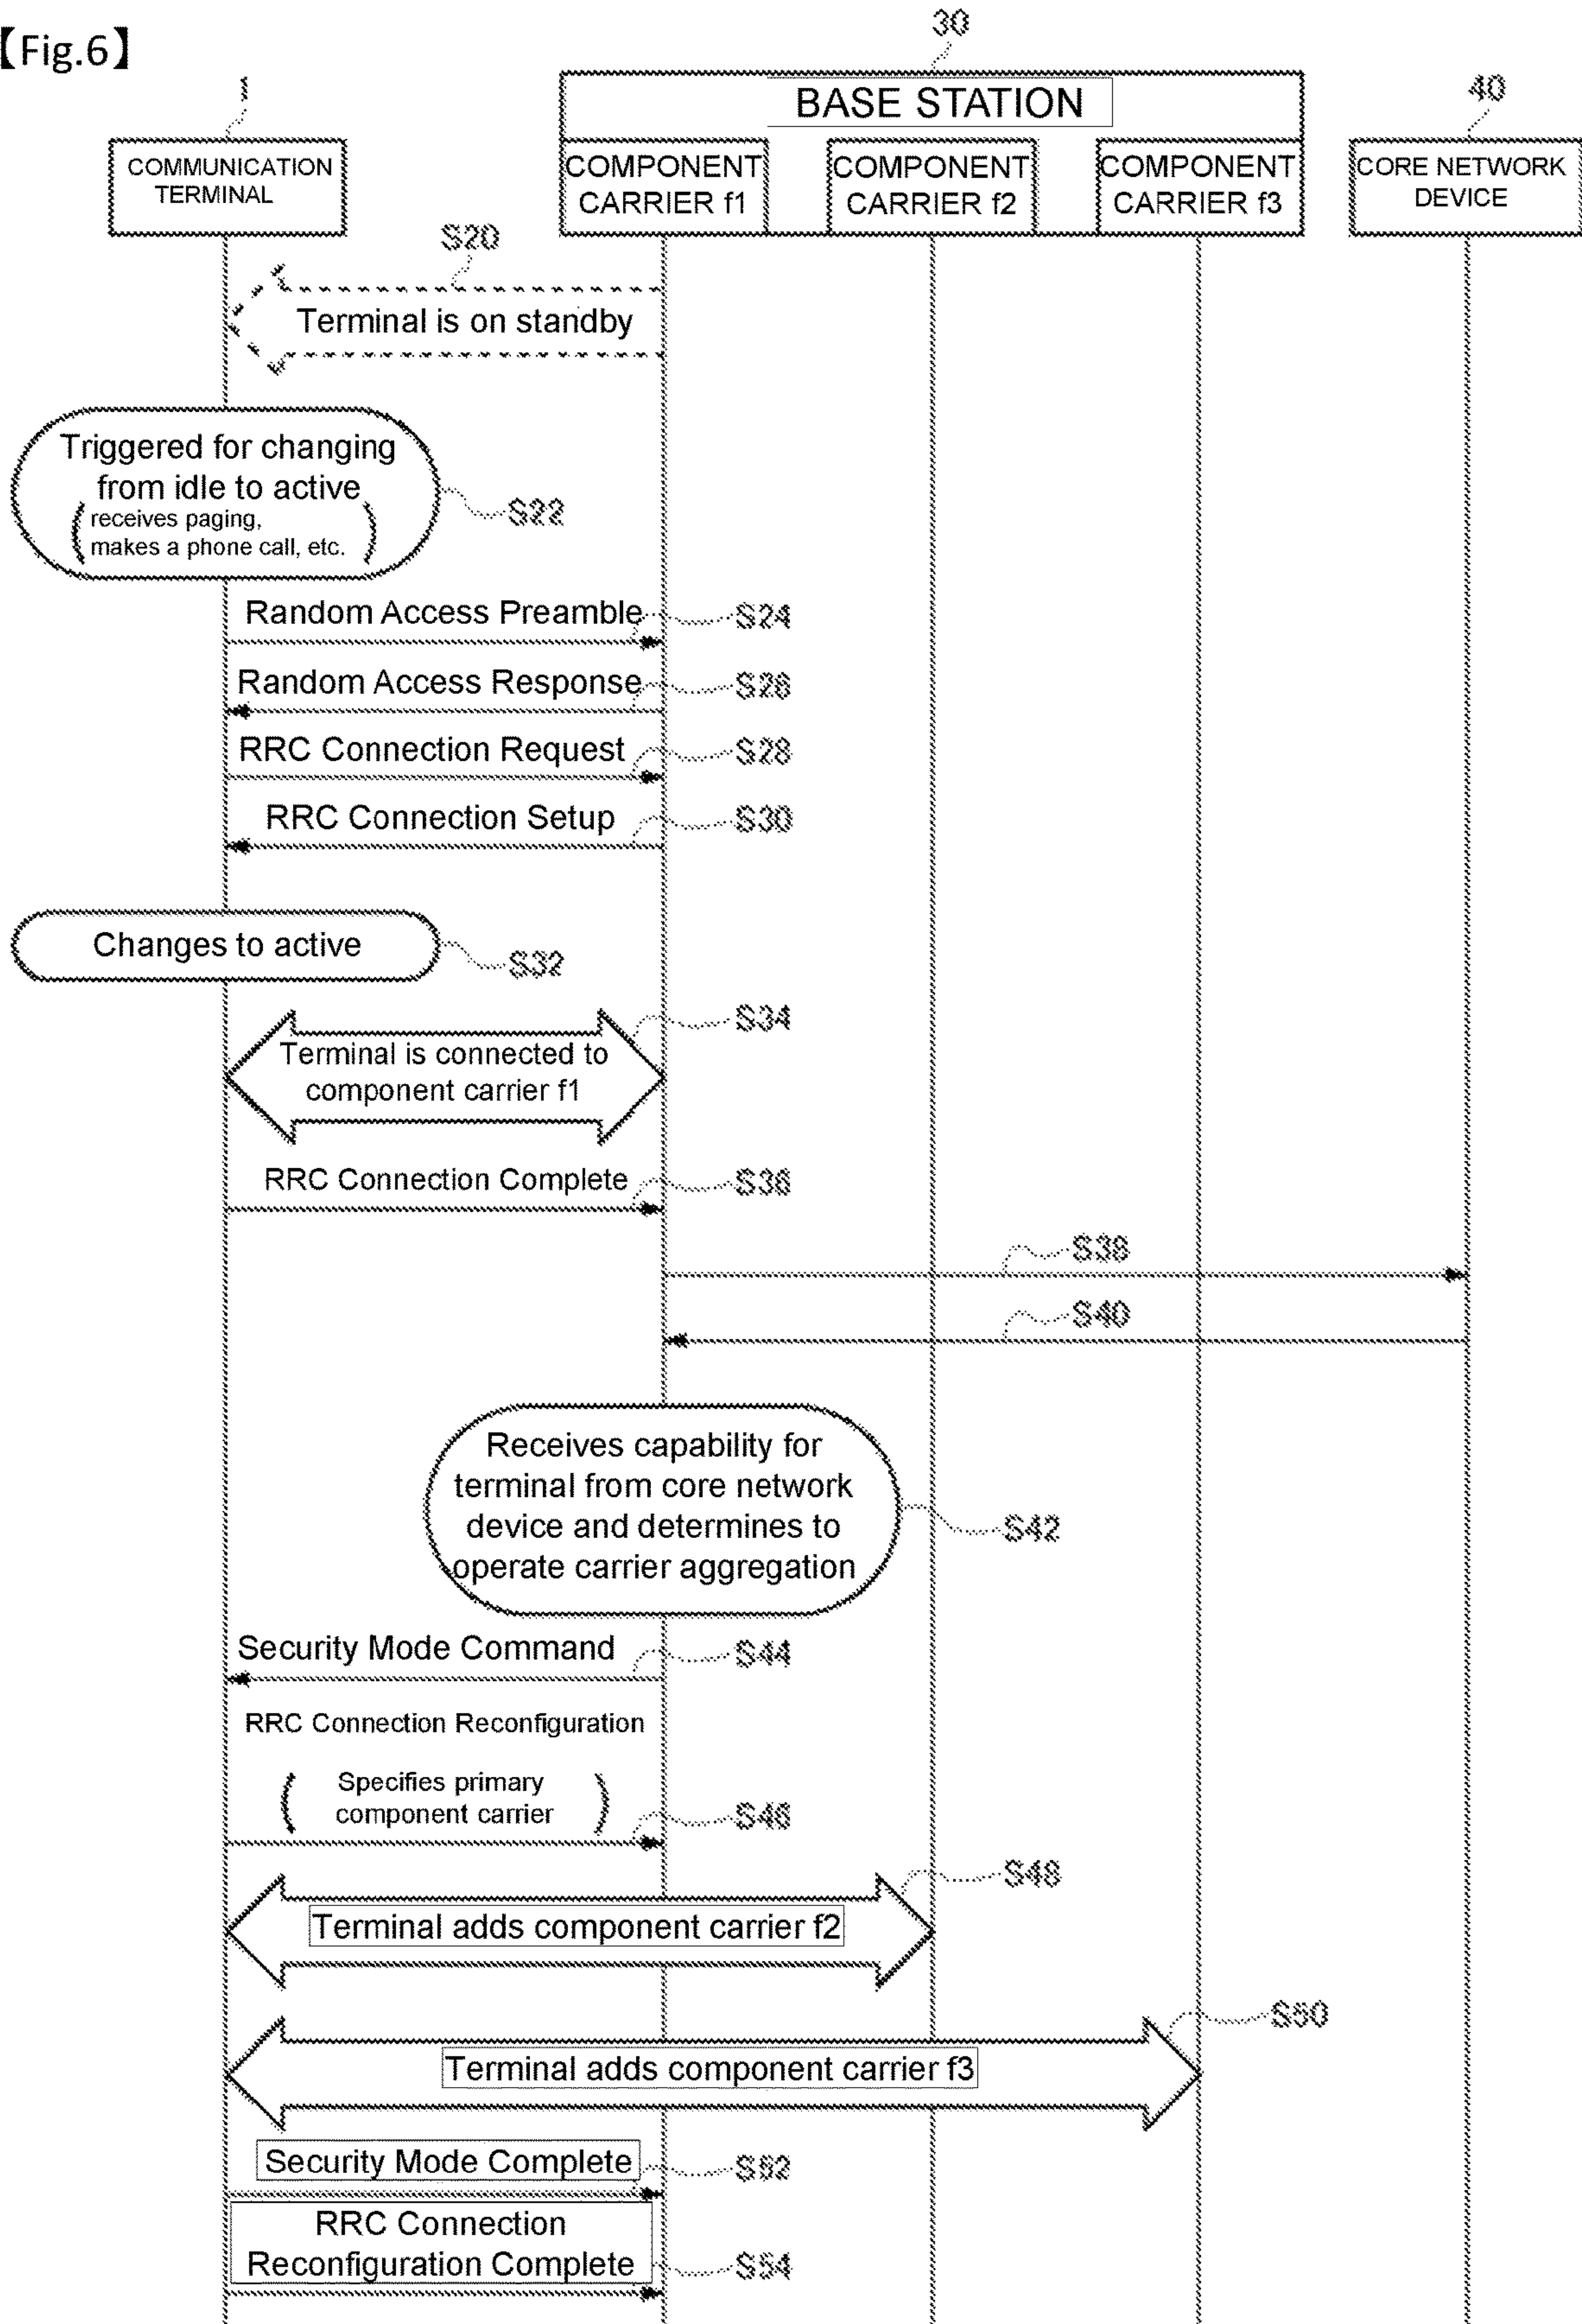 【Fig.6】
30
BASE STATION
1
40
COMMUNICATION
TERMINAL
COMPONENT
CARRIER f1
COMPONENT
CARRIER f2
COMPONENT
CARRIER f3
CORE NETWORK
DEVICE
S20
Terminal is on standby
Triggered for changing
from idle to active
(receives paging,
makes a phone call, etc.)
S22
Random Access Preamble
S24
Random Access Response
S26
RRC Connection Request
S28
RRC Connection Setup
S30
Changes to active
S32
S34
Terminal is connected to
component carrier f1
RRC Connection Complete
S36
S38
S40
Receives capability for
terminal from core network
device and determines to
operate carrier aggregation
S42
Security Mode Command
S44
RRC Connection Reconfiguration
(Specifies primary
component carrier)
S46
S48
Terminal adds component carrier f2
S50
Terminal adds component carrier f3
Security Mode Complete
S52
RRC Connection
Reconfiguration Complete
S54